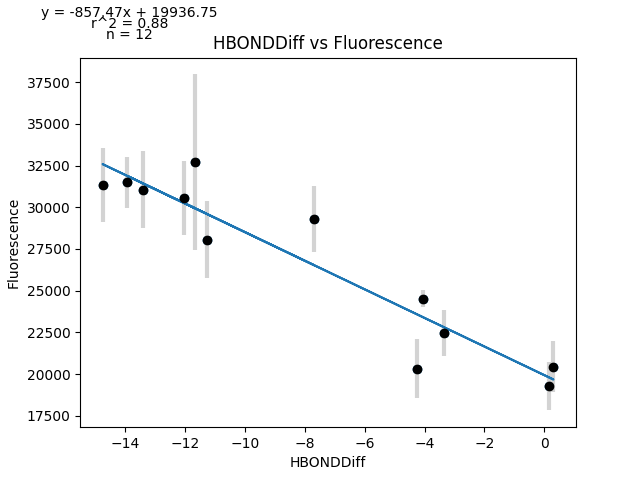 y = -857.47x + 19936.75
r^2 = 0.88
n = 12
HBONDDiff vs Fluorescence
37500
35000
32500
30000
27500
25000
22500
20000
17500
Fluorescence
−14
−12
−10
−8
−6
−4
−2
0
HBONDDiff